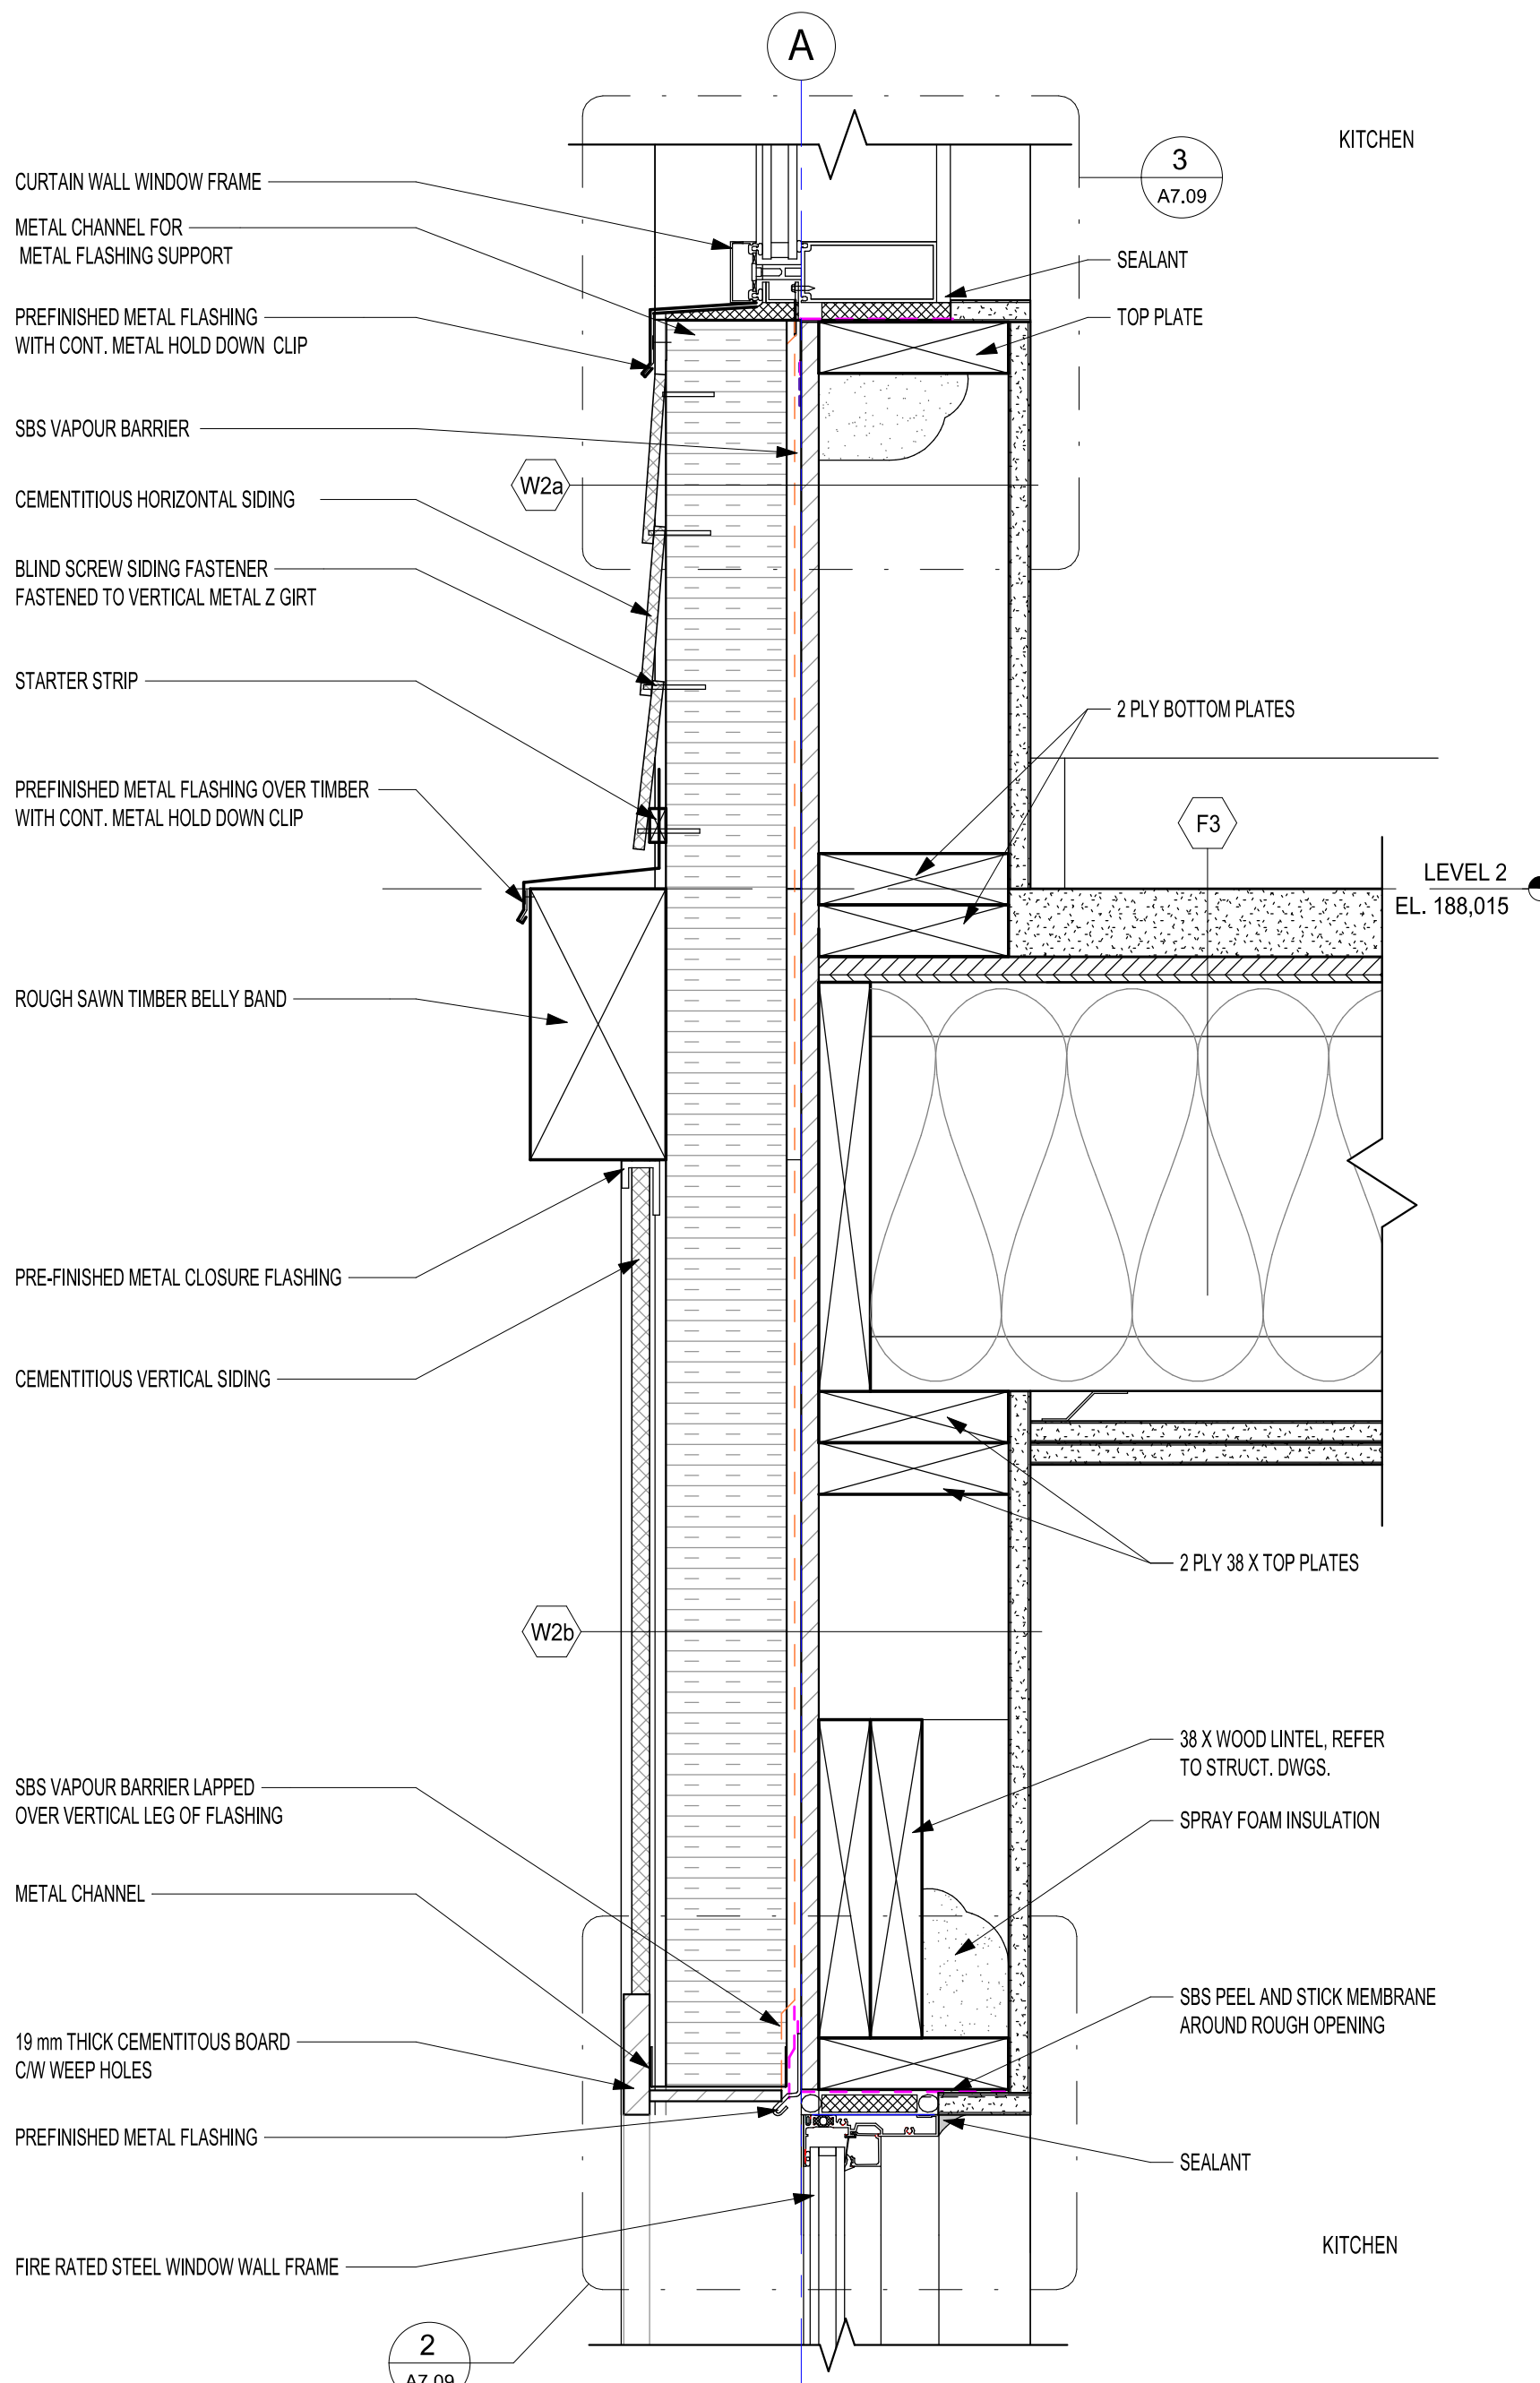 A
KITCHEN
3
A7.09
CURTAIN WALL WINDOW FRAME
METAL CHANNEL FOR
METAL FLASHING SUPPORT
SEALANT
PREFINISHED METAL FLASHING
WITH CONT. METAL HOLD DOWN CLIP
TOP PLATE
SBS VAPOUR BARRIER
W2a
CEMENTITIOUS HORIZONTAL SIDING
BLIND SCREW SIDING FASTENER
FASTENED TO VERTICAL METAL Z GIRT
STARTER STRIP
2 PLY BOTTOM PLATES
PREFINISHED METAL FLASHING OVER TIMBER
WITH CONT. METAL HOLD DOWN CLIP
F3
LEVEL 2
EL. 188,015
ROUGH SAWN TIMBER BELLY BAND
PRE-FINISHED METAL CLOSURE FLASHING
CEMENTITIOUS VERTICAL SIDING
2 PLY 38 X TOP PLATES
W2b
38 X WOOD LINTEL, REFER
TO STRUCT. DWGS.
SBS VAPOUR BARRIER LAPPED
OVER VERTICAL LEG OF FLASHING
SPRAY FOAM INSULATION
METAL CHANNEL
SBS PEEL AND STICK MEMBRANE
AROUND ROUGH OPENING
19 mm THICK CEMENTITOUS BOARD
C/W WEEP HOLES
PREFINISHED METAL FLASHING
SEALANT
KITCHEN
FIRE RATED STEEL WINDOW WALL FRAME
2
A7.09